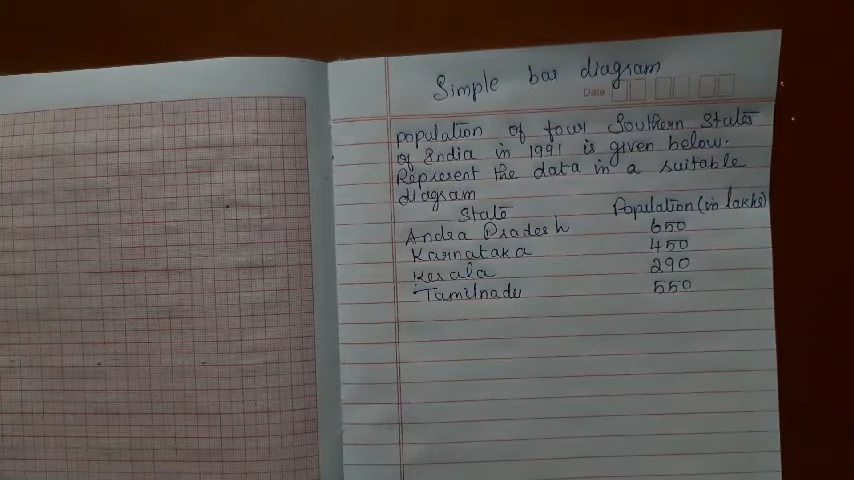 Simple bar diagram
Date
population of four Southern States
of India in 1991 is given below.
Represent the data in a suitable
diagram
State Population (in lakhs)
Andra Pradesh 650
Karnataka 450
Kerala 290
Tamilnadu 550